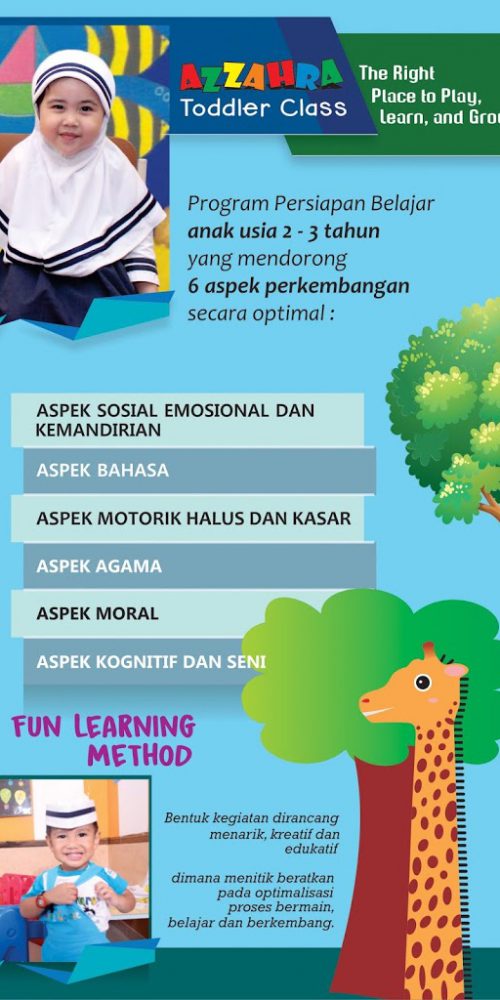 AZZAHRA
Toddler Class
The Right
Place to Play,
Learn, and Grou
Program Persiapan Belajar
anak usia 2 - 3 tahun
yang mendorong
6 aspek perkembangan
secara optimal :
ASPEK SOSIAL EMOSIONAL DAN
KEMANDIRIAN
ASPEK BAHASA
ASPEK MOTORIK HALUS DAN KASAR
ASPEK AGAMA
ASPEK MORAL
ASPEK KOGNITIF DAN SENI
FUN LEARNING
METHOD
Bentuk kegiatan dirancang
menarik, kreatif dan
edukatif
dimana menitik beratkan
pada optimalisasi
proses bermain,
belajar dan berkembang.